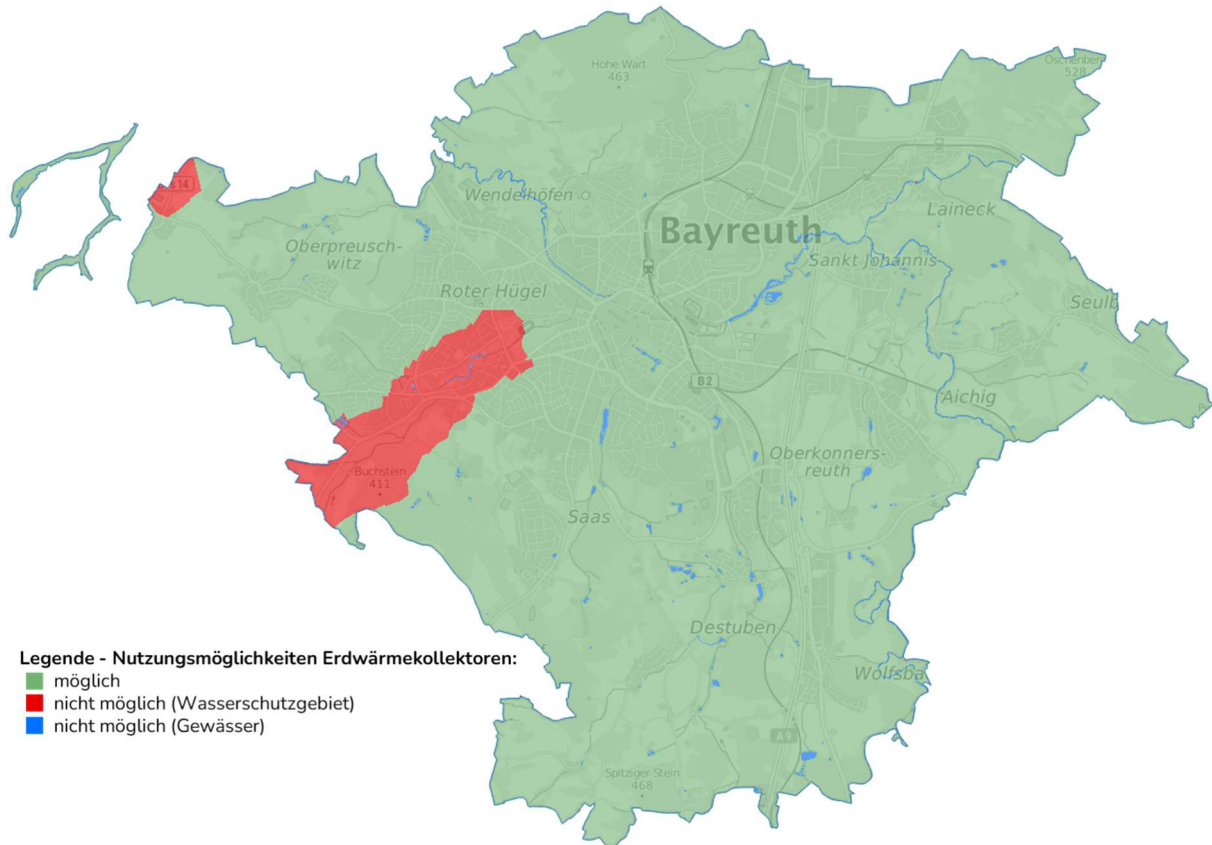 Hohe Wart
463
Oschenberg
528
Wendelhöfen
Bayreuth
Laineck
Oberpreusch-
witz
Sankt Johannis
Roter Hügel
Seulb
B2
Aichig
Oberkonners-
reuth
Buchstein
411
Saas
Destuben
Wolfsba
A9
Spitziger Stein
468
Legende - Nutzungsmöglichkeiten Erdwärmekollektoren:
möglich
nicht möglich (Wasserschutzgebiet)
nicht möglich (Gewässer)